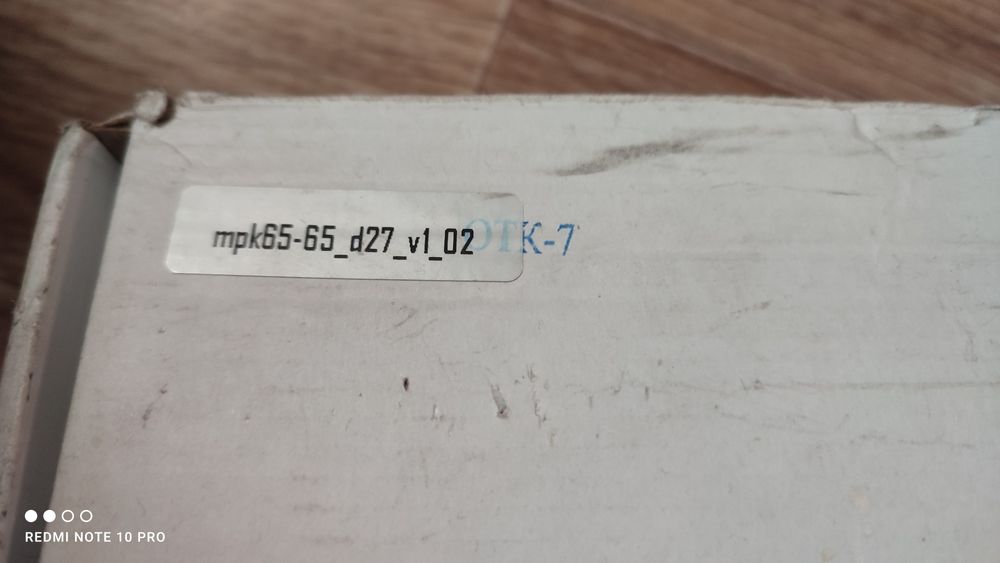 mpk65-65_d27_v1_02
ОТК-7
REDMI NOTE 10 PRO